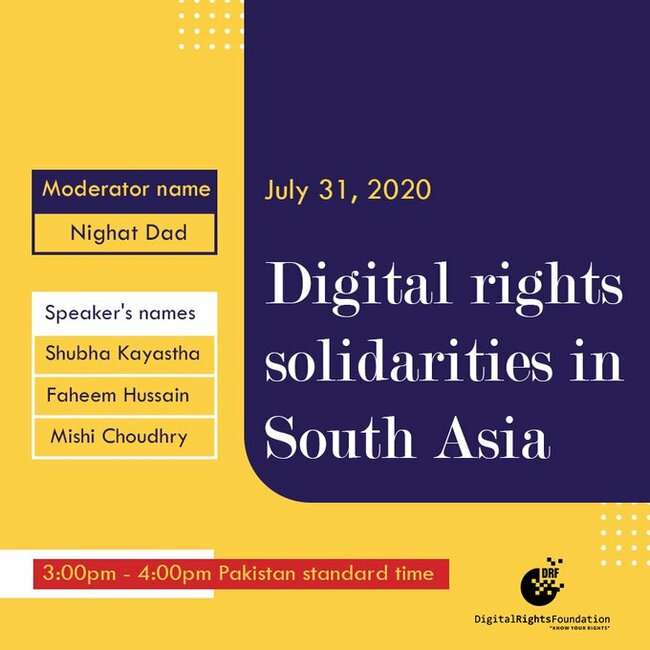 Moderator name
Nighat Dad
Speaker's names
Shubha Kayastha
Faheem Hussain
Mishi Choudhry
July 31, 2020
Digital rights
solidarities in
South Asia
3:00pm - 4:00pm Pakistan standard time
DRF
DigitalRightsFoundation
"KNOW YOUR RIGHTS"